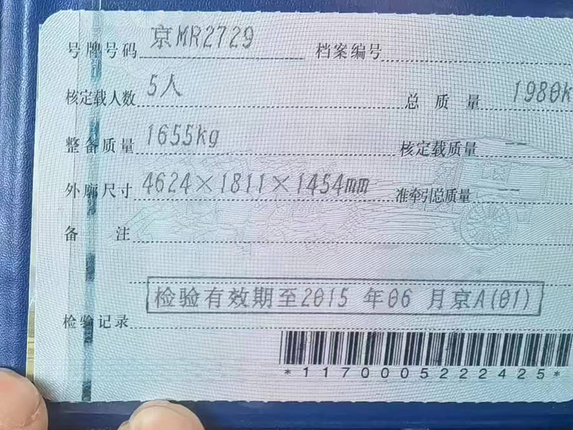 号牌号码 京MR2729 档案编号
核定载人数 5人 总质量 1980k
整备质量 1655kg 核定载质量
外廓尺寸 4624×1811×1454mm 准牵引总质量
备注
检验有效期至2015 年06 月京A(01)
检验记录
*1170005222425*